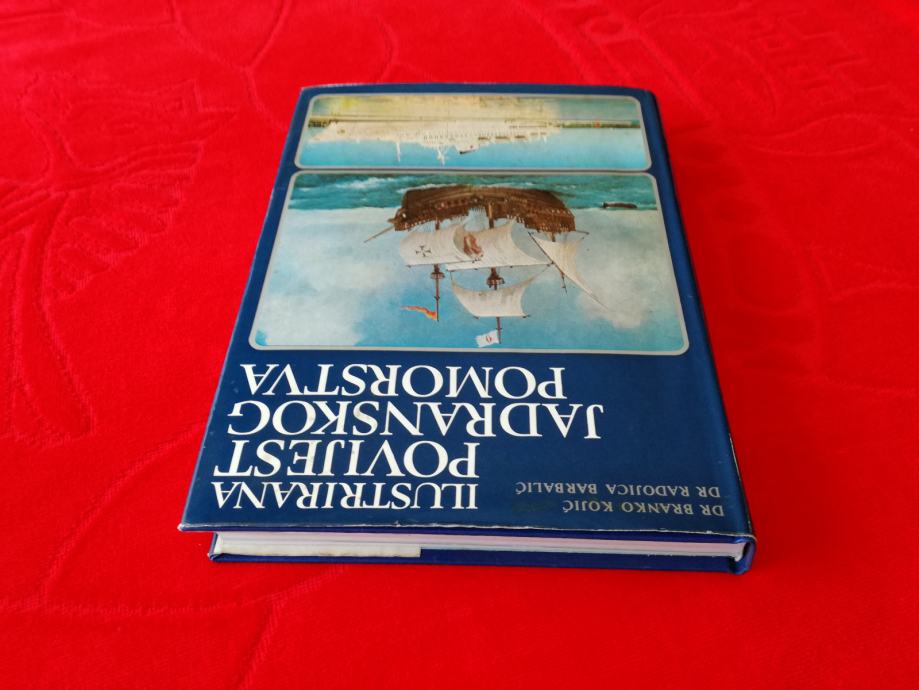 DR BRANKO KOJIĆ
DR RADOJICA BARBALIĆ
ILUSTRIRANA
POVIJEST
JADRANSKOG
POMORSTVA